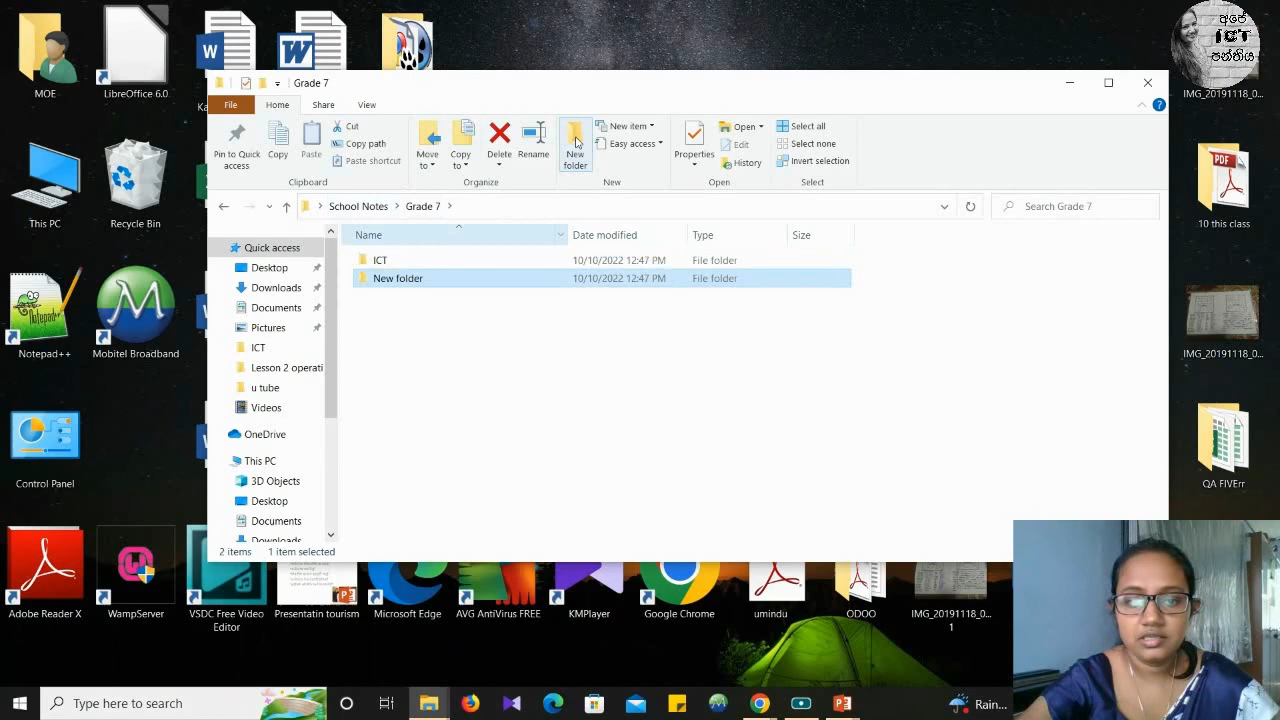 MOE
LibreOffice 6.0
අපේ
ICT
පන්තිය
IMG_20191118_0...
Grade 7
File
Home
Share
View
Pin to Quick access
Copy
Paste
Cut
Copy path
Paste shortcut
Clipboard
Move to
Copy to
Delete
Rename
Organize
New folder
New item
Easy access
New
Properties
Open
Edit
History
Open
Select all
Select none
Invert selection
Select
School Notes
Grade 7
Search Grade 7
Name
Date modified
Type
Size
ICT
10/10/2022 12:47 PM
File folder
New folder
10/10/2022 12:47 PM
File folder
Quick access
Desktop
Downloads
Documents
Pictures
ICT
Lesson 2 operati
u tube
Videos
OneDrive
This PC
3D Objects
Desktop
Documents
Downloads
2 items
1 item selected
This PC
Recycle Bin
PDF
10 this class
Notepad++
Mobitel Broadband
IMG_20191118_0...
Control Panel
QA FIVErr
Adobe Reader X
WampServer
VSDC Free Video Editor
Presentatin tourism
Microsoft Edge
AVG AntiVirus FREE
KMPlayer
Google Chrome
umindu
ODOO
IMG_20191118_0...
1
Type here to search
Rain...